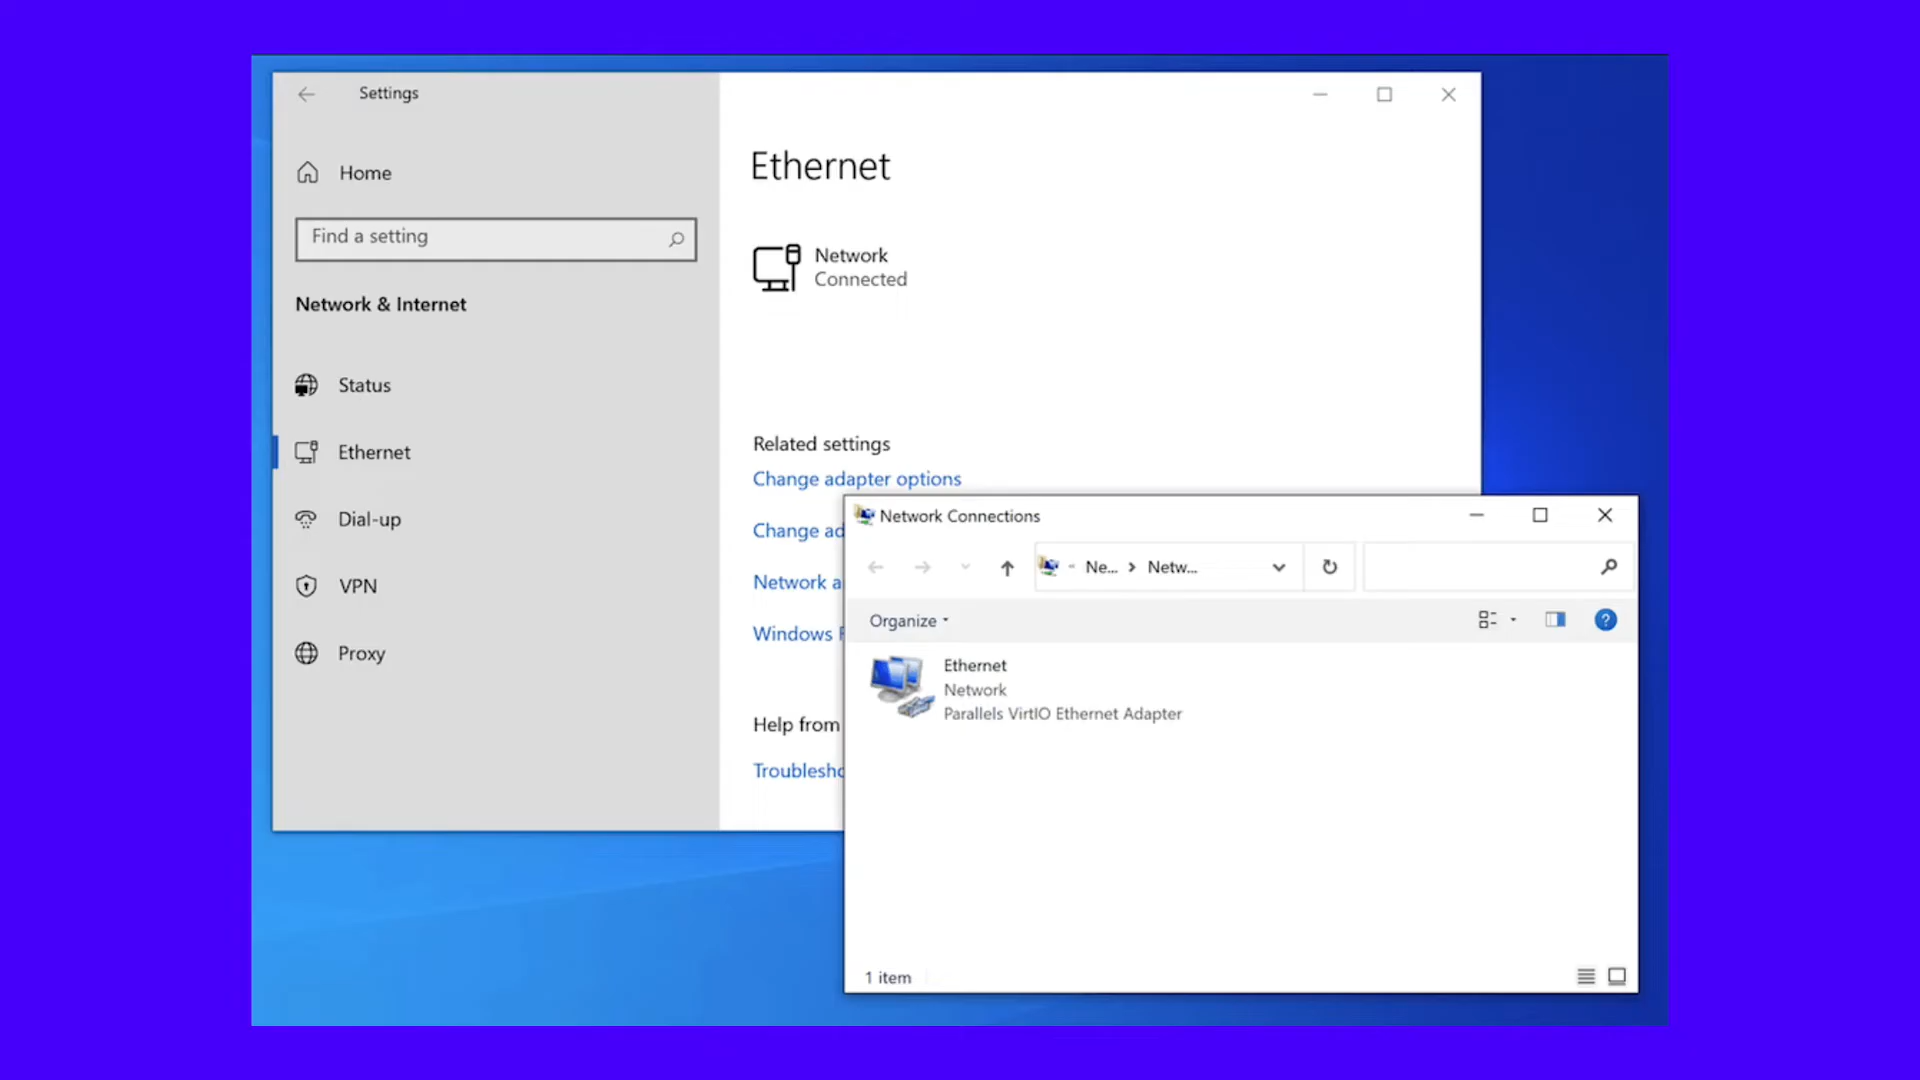 Settings
Home
Find a setting
Network & Internet
Status
Ethernet
Dial-up
VPN
Proxy
Ethernet
Network
Connected
Related settings
Change adapter options
Change ad
Network a
Windows
Help from
Troublesho
Network Connections
Ne... > Netw...
Organize
?
Ethernet
Network
Parallels VirtIO Ethernet Adapter
1 item